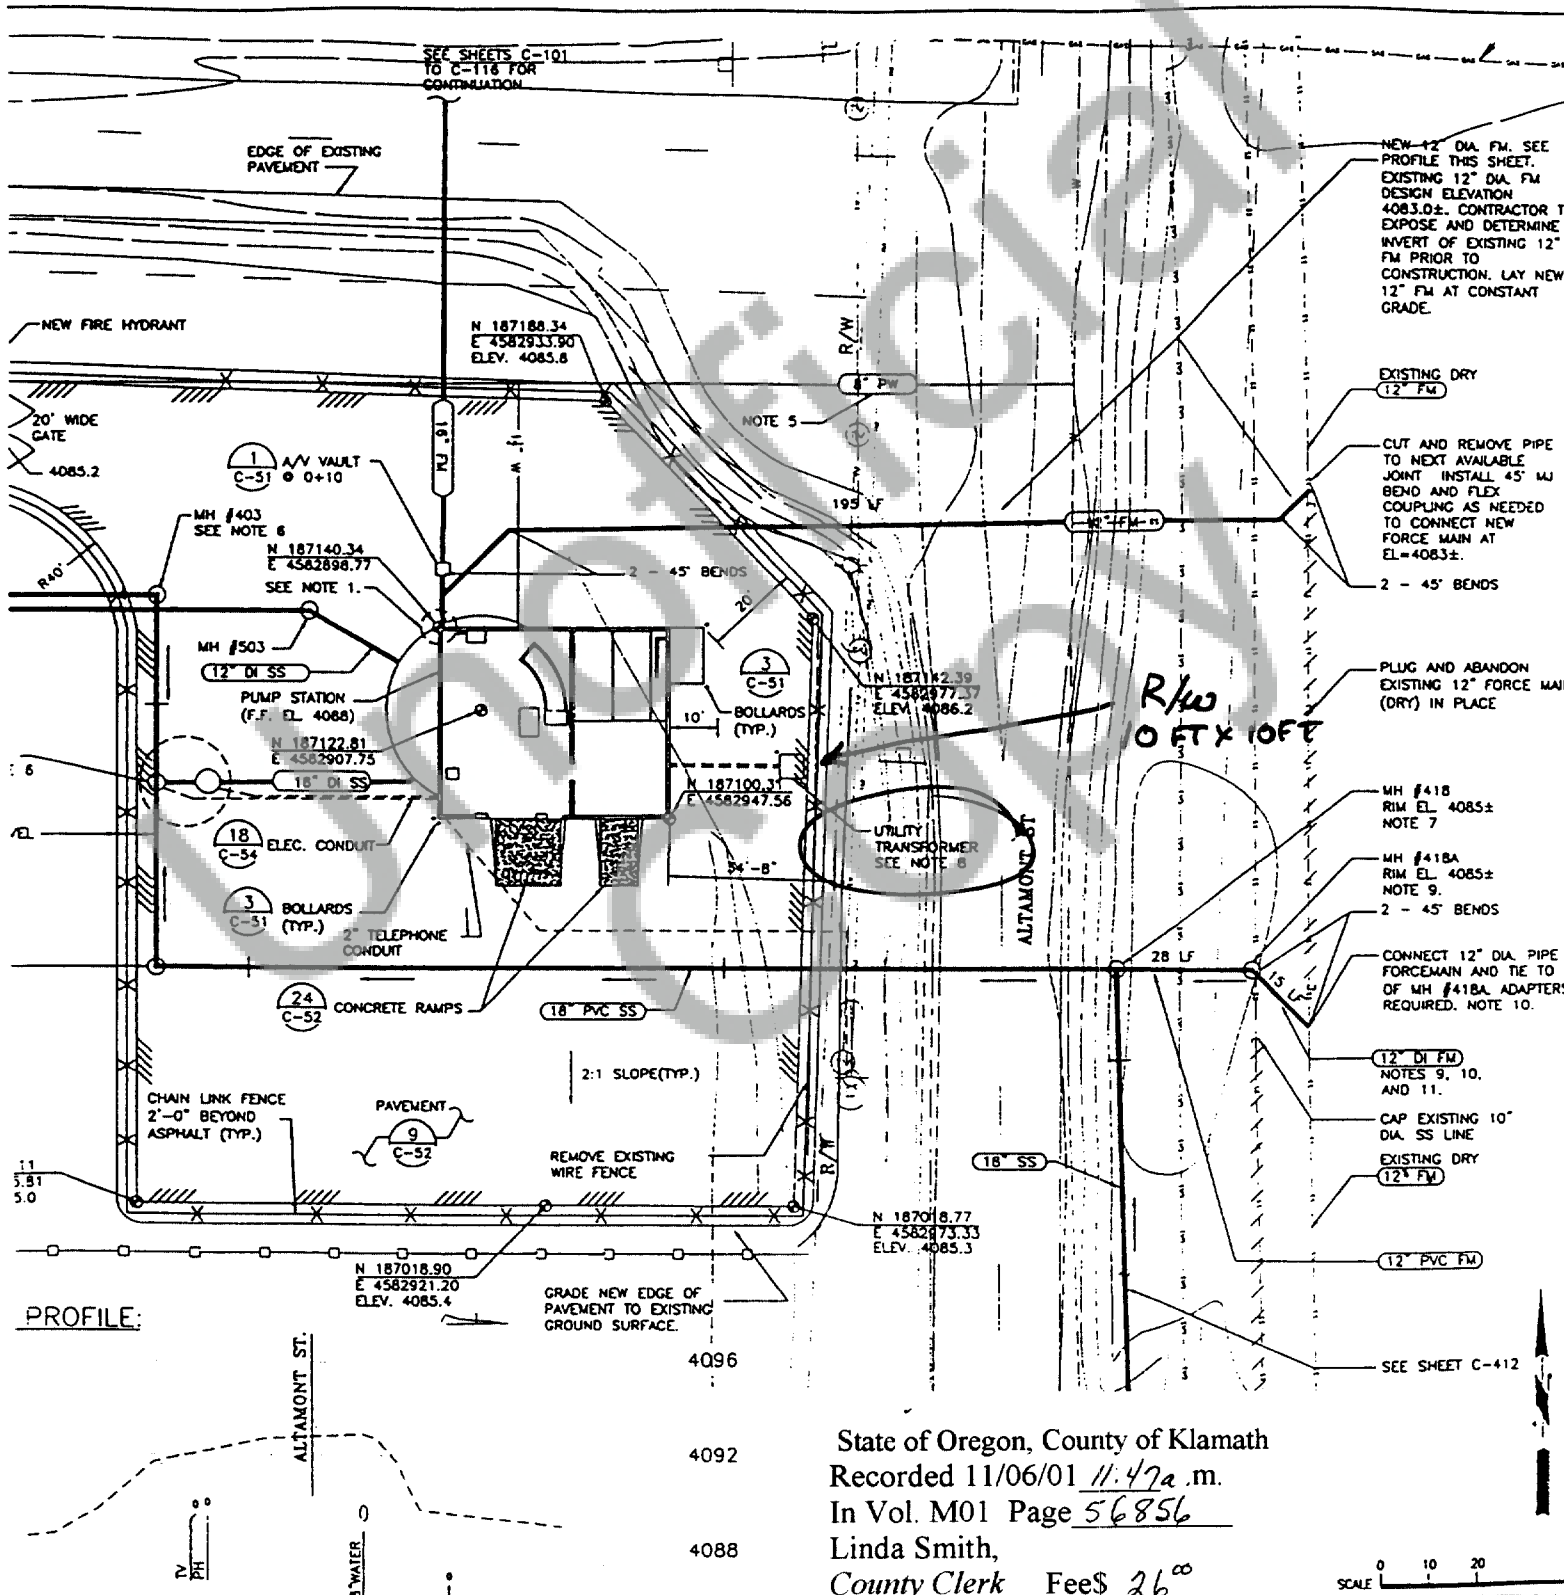 SEE SHEETS C-101
TO C-116 FOR
CONTINUATION
EDGE OF EXISTING
PAVEMENT
NEW 12" DIA. FM. SEE
PROFILE THIS SHEET.
EXISTING 12" DIA. FM
DESIGN ELEVATION
4083.0±. CONTRACTOR T
EXPOSE AND DETERMINE
INVERT OF EXISTING 12"
FM PRIOR TO
CONSTRUCTION. LAY NEW
12" FM AT CONSTANT
GRADE.
NEW FIRE HYDRANT
N 187188.34
E 4582933.90
ELEV. 4085.8
R/W
8" PW
NOTE 5
EXISTING DRY
12" FM
20' WIDE
GATE
4085.2
16" FM
1
C-51
A/V VAULT
@ 0+10
CUT AND REMOVE PIPE
TO NEXT AVAILABLE
JOINT INSTALL 45° MJ
BEND AND FLEX
COUPLING AS NEEDED
TO CONNECT NEW
FORCE MAIN AT
EL=4083±.
195 LF
MH #403
SEE NOTE 6
R40'
N 187140.34
E 4582898.77
SEE NOTE 1.
2 - 45° BENDS
20'
2 - 45° BENDS
MH #503
12" DI SS
PUMP STATION
(F.F. EL. 4088)
3
C-51
BOLLARDS
(TYP.)
10'
N 187142.39
E 4582977.37
ELEV. 4086.2
R/W
10 FT X 10 FT
PLUG AND ABANDON
EXISTING 12" FORCE MAI
(DRY) IN PLACE
N 187122.81
E 4582907.75
18" DI SS
N 187100.31
E 4582947.56
MH #418
RIM EL. 4085±
NOTE 7
18
C-54
ELEC. CONDUIT
UTILITY
TRANSFORMER
SEE NOTE 8
54'-8"
ALTAMONT ST
MH #418A
RIM EL. 4085±
NOTE 9.
2 - 45° BENDS
3
C-51
BOLLARDS
(TYP.)
2" TELEPHONE
CONDUIT
28 LF
15 LF
CONNECT 12" DIA. PIPE
FORCEMAIN AND TIE TO
OF MH #418A. ADAPTERS
REQUIRED. NOTE 10.
24
C-52
CONCRETE RAMPS
18" PVC SS
12" DI FM
NOTES 9, 10,
AND 11.
2:1 SLOPE(TYP.)
CHAIN LINK FENCE
2'-0" BEYOND
ASPHALT (TYP.)
PAVEMENT
9
C-52
CAP EXISTING 10"
DIA. SS LINE
REMOVE EXISTING
WIRE FENCE
R/W
18" SS
EXISTING DRY
12" FM
N 187018.77
E 4582973.33
ELEV. 4085.3
12" PVC FM
N 187018.90
E 4582921.20
ELEV. 4085.4
GRADE NEW EDGE OF
PAVEMENT TO EXISTING
GROUND SURFACE.
SEE SHEET C-412
PROFILE:
ALTAMONT ST.
4096
4092
4088
TV
PH
WATER
State of Oregon, County of Klamath
Recorded 11/06/01 11:47a .m.
In Vol. M01 Page 56856
Linda Smith,
County Clerk Fee$ 26⁰⁰
SCALE 0 10 20
Unofficial
Copy